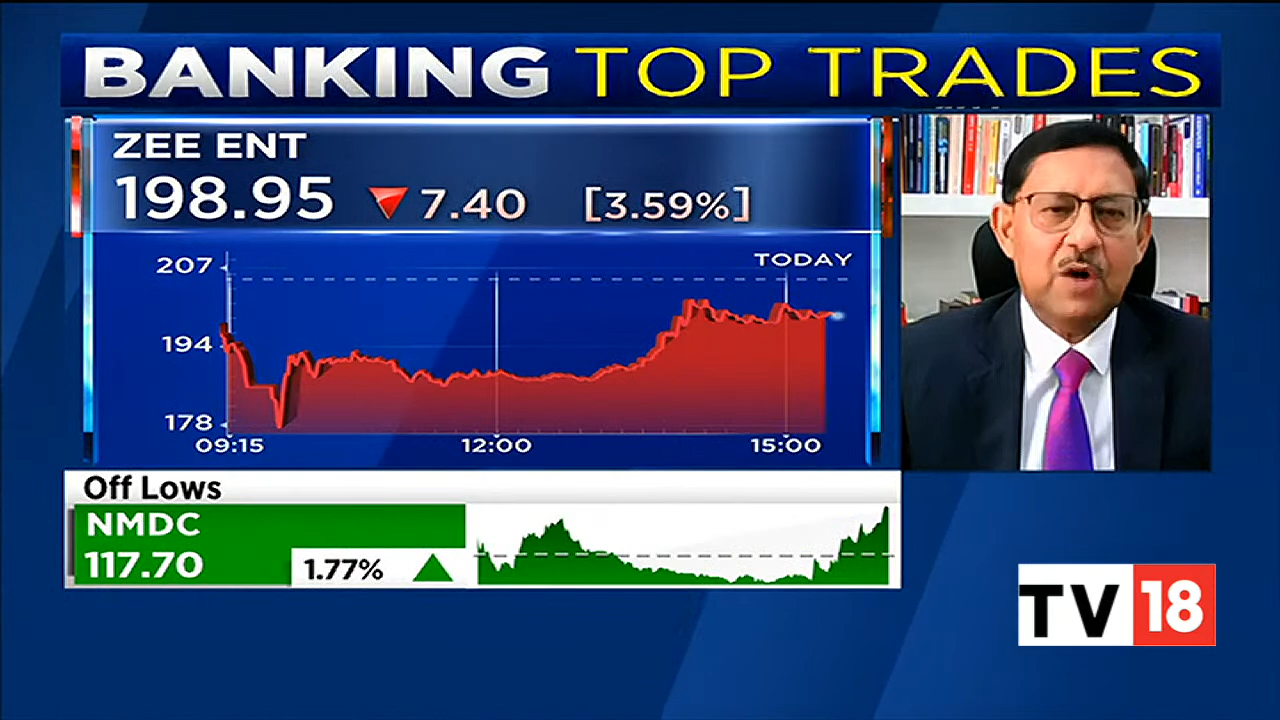 BANKING TOP TRADES
ZEE ENT
198.95 ▼ 7.40 [3.59%]
TODAY
207
194
178
09:15 12:00 15:00
Off Lows
NMDC
117.70 1.77% ▲
TV18